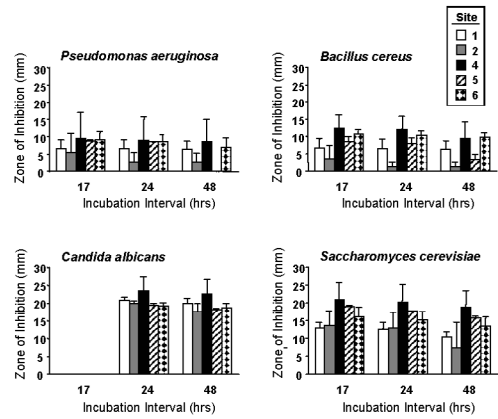 Site
1
2
4
5
6
Pseudomonas aeruginosa
Zone of Inhibition (mm)
30
25
20
15
10
5
0
17 24 48
Incubation Interval (hrs)
Bacillus cereus
Zone of Inhibition (mm)
30
25
20
15
10
5
0
17 24 48
Incubation Interval (hrs)
Candida albicans
Zone of Inhibition (mm)
30
25
20
15
10
5
0
17 24 48
Incubation Interval (hrs)
Saccharomyces cerevisiae
Zone of Inhibition (mm)
30
25
20
15
10
5
0
17 24 48
Incubation Interval (hrs)